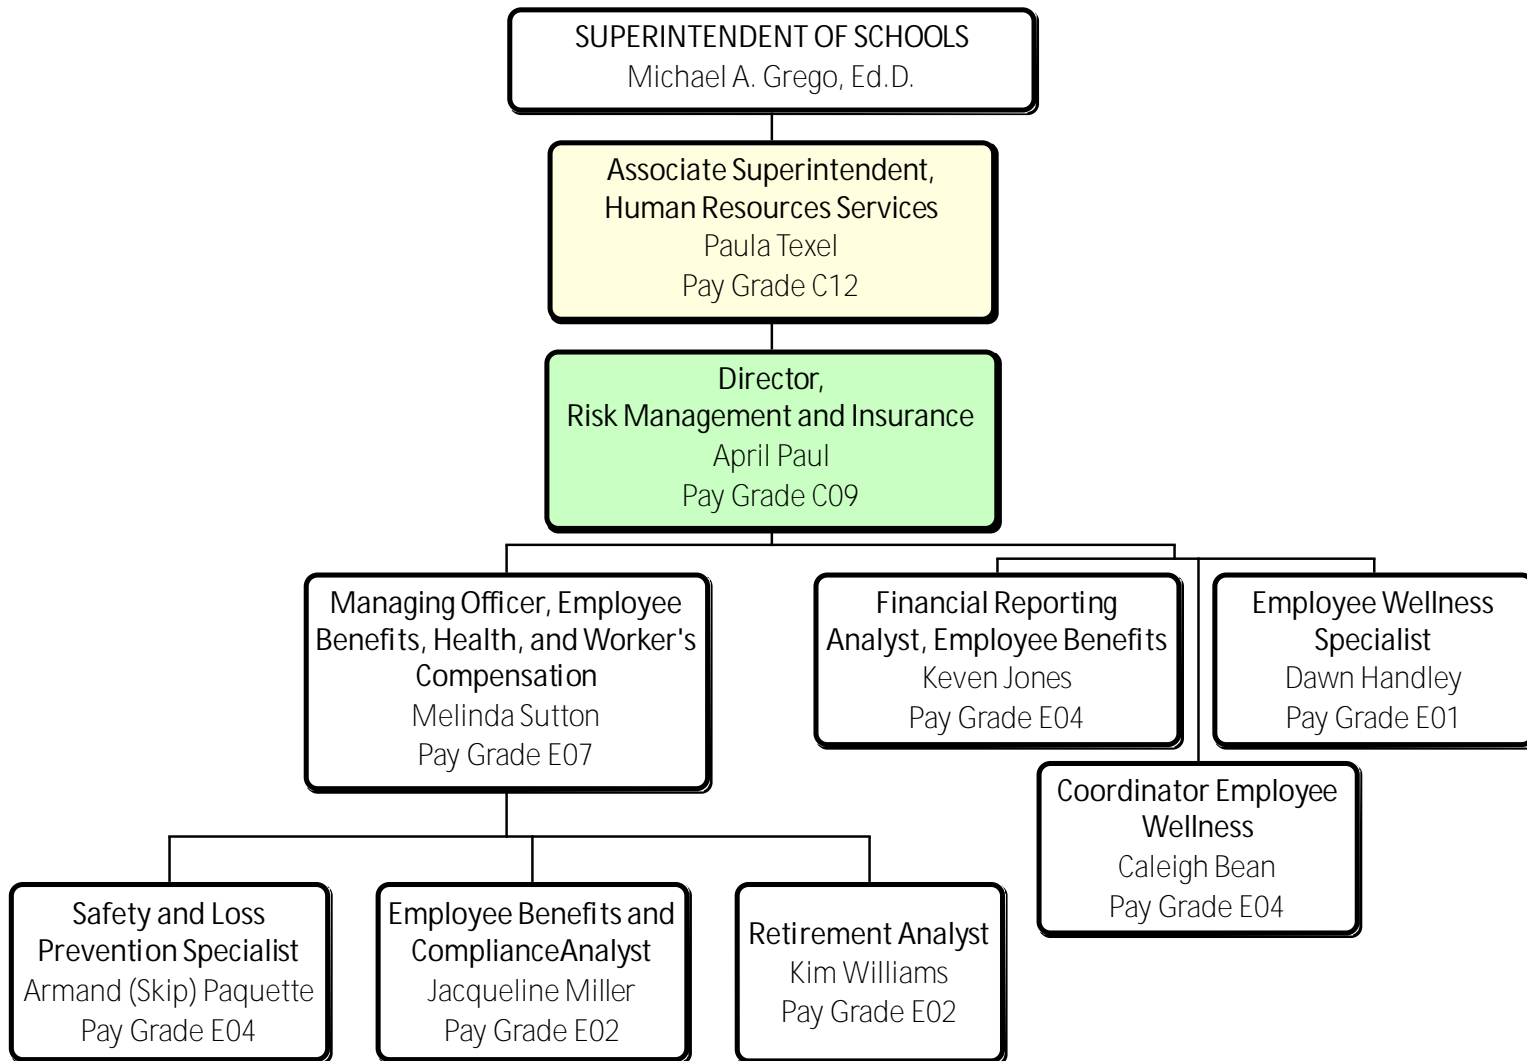 SUPERINTENDENT OF SCHOOLS
Michael A. Grego, Ed.D.
Associate Superintendent,
Human Resources Services
Paula Texel
Pay Grade C12
Director,
Risk Management and Insurance
April Paul
Pay Grade C09
Managing Officer, Employee
Benefits, Health, and Worker's
Compensation
Melinda Sutton
Pay Grade E07
Financial Reporting
Analyst, Employee Benefits
Keven Jones
Pay Grade E04
Employee Wellness
Specialist
Dawn Handley
Pay Grade E01
Coordinator Employee
Wellness
Caleigh Bean
Pay Grade E04
Safety and Loss
Prevention Specialist
Armand (Skip) Paquette
Pay Grade E04
Employee Benefits and
ComplianceAnalyst
Jacqueline Miller
Pay Grade E02
Retirement Analyst
Kim Williams
Pay Grade E02